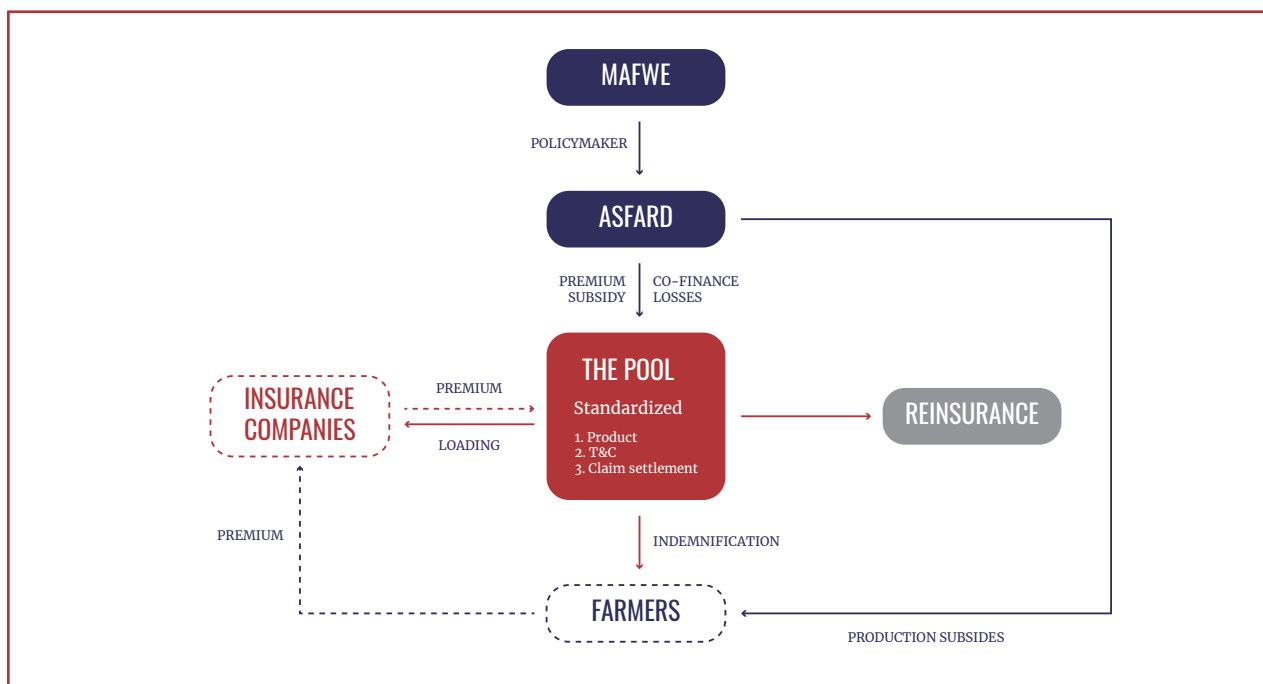 MAFWE
POLICYMAKER
ASFARD
PREMIUM
SUBSIDY
CO-FINANCE
LOSSES
THE POOL
Standardized
1. Product
2. T&C
3. Claim settlement
INSURANCE
COMPANIES
PREMIUM
LOADING
REINSURANCE
PREMIUM
INDEMNIFICATION
FARMERS
PRODUCTION SUBSIDES